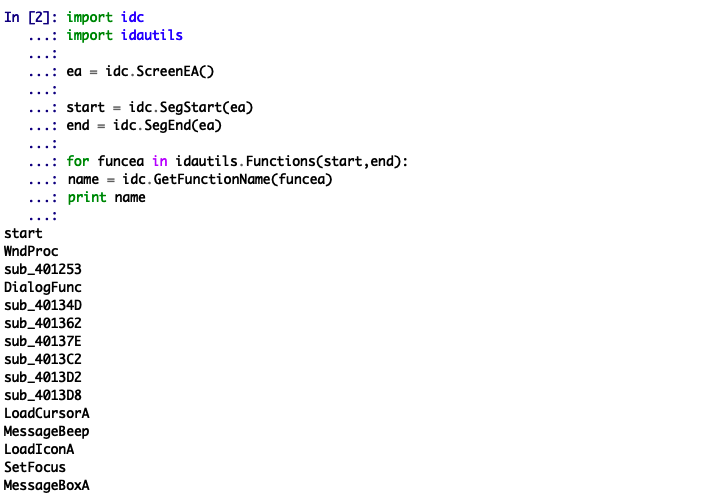 In [2]: import idc
...: import idautils
...:
...: ea = idc.ScreenEA()
...:
...: start = idc.SegStart(ea)
...: end = idc.SegEnd(ea)
...:
...: for funcea in idautils.Functions(start,end):
...: name = idc.GetFunctionName(funcea)
...: print name
...:
start
WndProc
sub_401253
DialogFunc
sub_40134D
sub_401362
sub_40137E
sub_4013C2
sub_4013D2
sub_4013D8
LoadCursorA
MessageBeep
LoadIconA
SetFocus
MessageBoxA